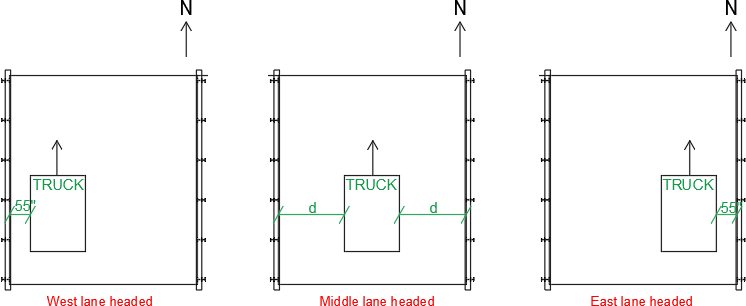 N
N
N
TRUCK
TRUCK
TRUCK
55"
d
d
55"
West lane headed
Middle lane headed
East lane headed